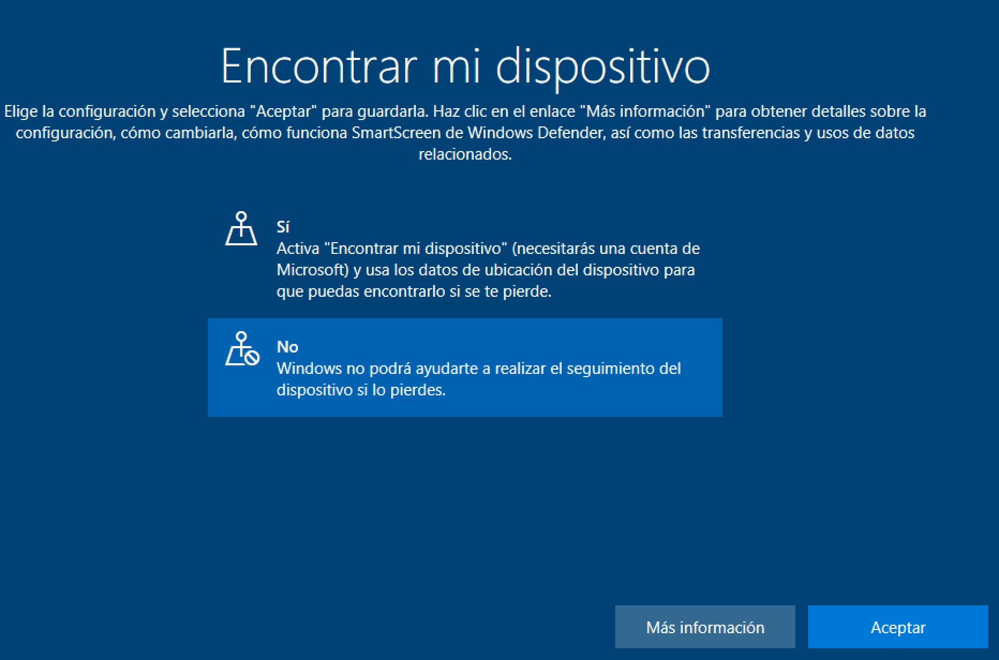 Encontrar mi dispositivo
Elige la configuración y selecciona "Aceptar" para guardarla. Haz clic en el enlace "Más información" para obtener detalles sobre la
configuración, cómo cambiarla, cómo funciona SmartScreen de Windows Defender, así como las transferencias y usos de datos
relacionados.
Sí
Activa "Encontrar mi dispositivo" (necesitarás una cuenta de
Microsoft) y usa los datos de ubicación del dispositivo para
que puedas encontrarlo si se te pierde.
No
Windows no podrá ayudarte a realizar el seguimiento del
dispositivo si lo pierdes.
Más información
Aceptar